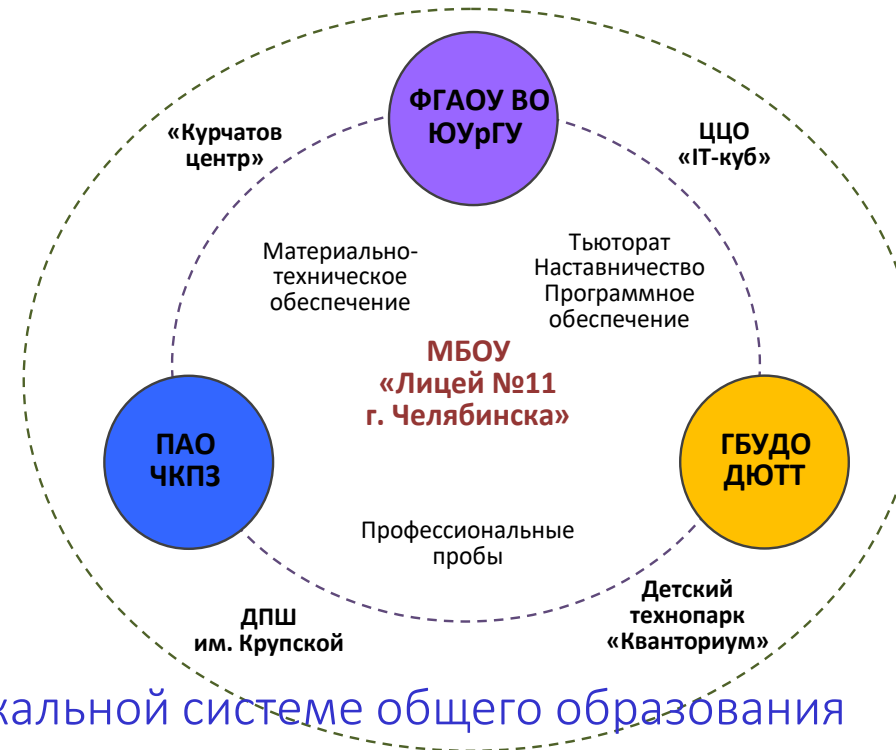 ФГАОУ ВО
ЮУрГУ
«Курчатов
центр»
ЦЦО
«IT-куб»
Материально-
техническое
обеспечение
Тьюторат
Наставничество
Программное
обеспечение
МБОУ
«Лицей №11
г. Челябинска»
ПАО
ЧКПЗ
ГБУДО
ДЮТТ
Профессиональные
пробы
ДПШ
им. Крупской
Детский
технопарк
«Кванториум»
кальной системе общего образования